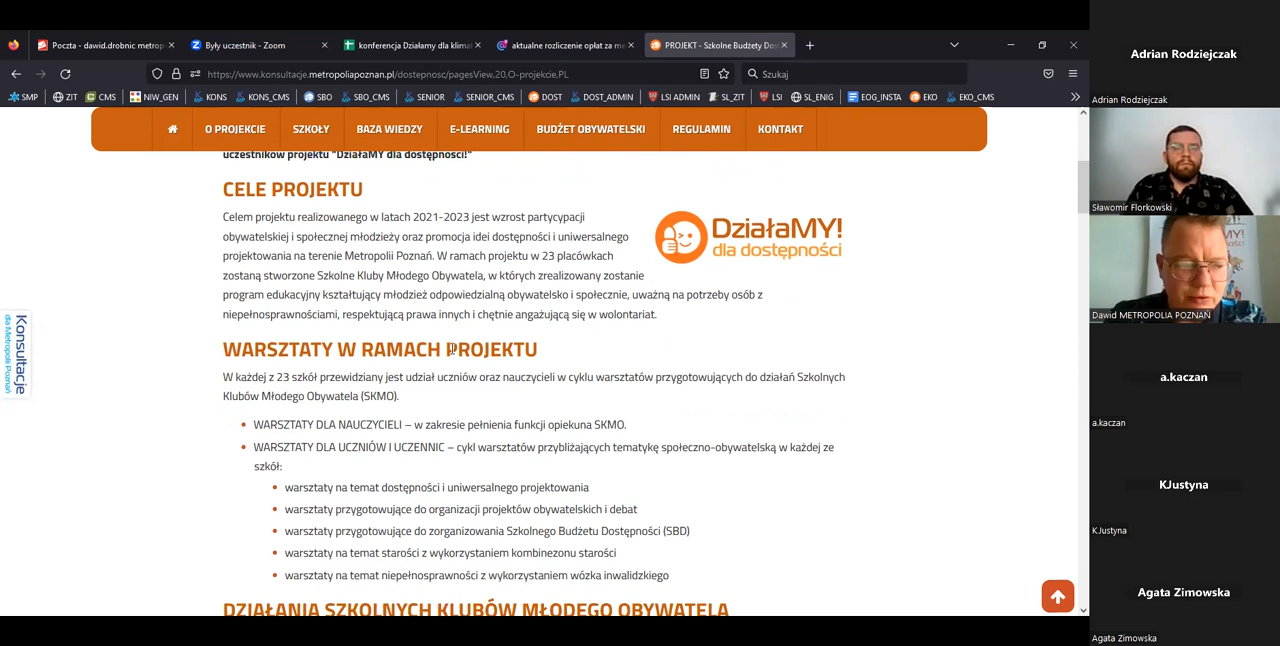 Poczta - dawid.drobnic metrop
Były uczestnik - Zoom
konferencja Działamy dla klimat
aktualne rozliczenie opłat za me
PROJEKT - Szkolne Budżety Dos
https://www.konsultacje.metropoliapoznan.pl/dostepnosc/pagesView,20,O-projekcie,PL
Szukaj
SMP ZIT CMS NIW_GEN KONS KONS_CMS SBO SBO_CMS SENIOR SENIOR_CMS DOST DOST_ADMIN LSI ADMIN SL_ZIT LSI SL_ENIG EOG_INSTA EKO EKO_CMS
O PROJEKCIE SZKOŁY BAZA WIEDZY E-LEARNING BUDŻET OBYWATELSKI REGULAMIN KONTAKT
uczestników projektu "DziałaMY dla dostępności!"
CELE PROJEKTU
Celem projektu realizowanego w latach 2021-2023 jest wzrost partycypacji
obywatelskiej i społecznej młodzieży oraz promocja idei dostępności i uniwersalnego
projektowania na terenie Metropolii Poznań. W ramach projektu w 23 placówkach
zostaną stworzone Szkolne Kluby Młodego Obywatela, w których zrealizowany zostanie
program edukacyjny kształtujący młodzież odpowiedzialną obywatelsko i społecznie, uważną na potrzeby osób z
niepełnosprawnościami, respektującą prawa innych i chętnie angażującą się w wolontariat.
DziałaMY!
dla dostępności
WARSZTATY W RAMACH PROJEKTU
W każdej z 23 szkół przewidziany jest udział uczniów oraz nauczycieli w cyklu warsztatów przygotowujących do działań Szkolnych
Klubów Młodego Obywatela (SKMO).
WARSZTATY DLA NAUCZYCIELI – w zakresie pełnienia funkcji opiekuna SKMO.
WARSZTATY DLA UCZNIÓW I UCZENNIC – cykl warsztatów przybliżających tematykę społeczno-obywatelską w każdej ze
szkół:
warsztaty na temat dostępności i uniwersalnego projektowania
warsztaty przygotowujące do organizacji projektów obywatelskich i debat
warsztaty przygotowujące do zorganizowania Szkolnego Budżetu Dostępności (SBD)
warsztaty na temat starości z wykorzystaniem kombinezonu starości
warsztaty na temat niepełnosprawności z wykorzystaniem wózka inwalidzkiego
DZIAŁANIA SZKOLNYCH KLUBÓW MŁODEGO OBYWATELA
Konsultacje
dla Metropolii Poznań
Adrian Rodziejczak
Adrian Rodziejczak
Sławomir Florkowski
Dawid METROPOLIA POZNAŃ
a.kaczan
a.kaczan
KJustyna
KJustyna
Agata Zimowska
Agata Zimowska